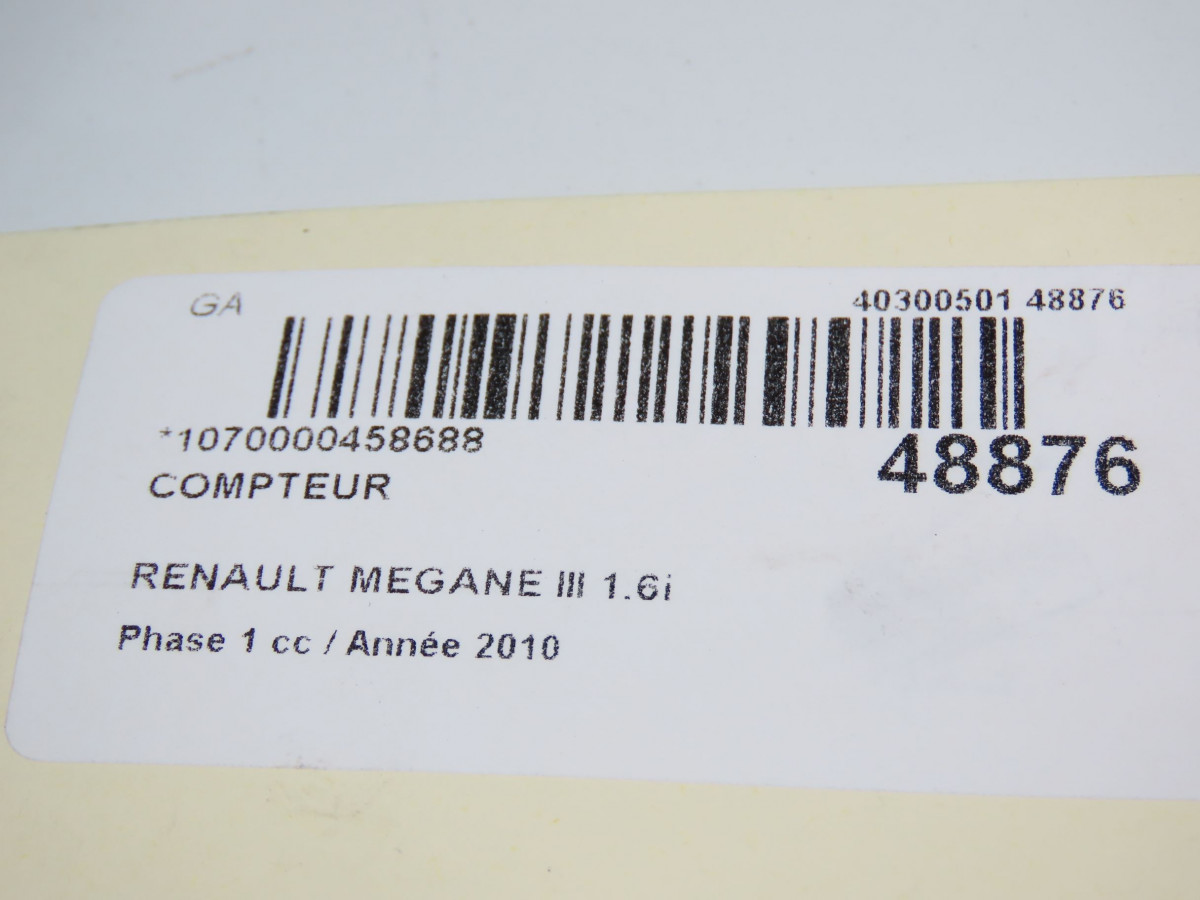 GA 40300501 48876
*1070000458688
48876
COMPTEUR
RENAULT MEGANE III 1.6i
Phase 1 cc / Année 2010